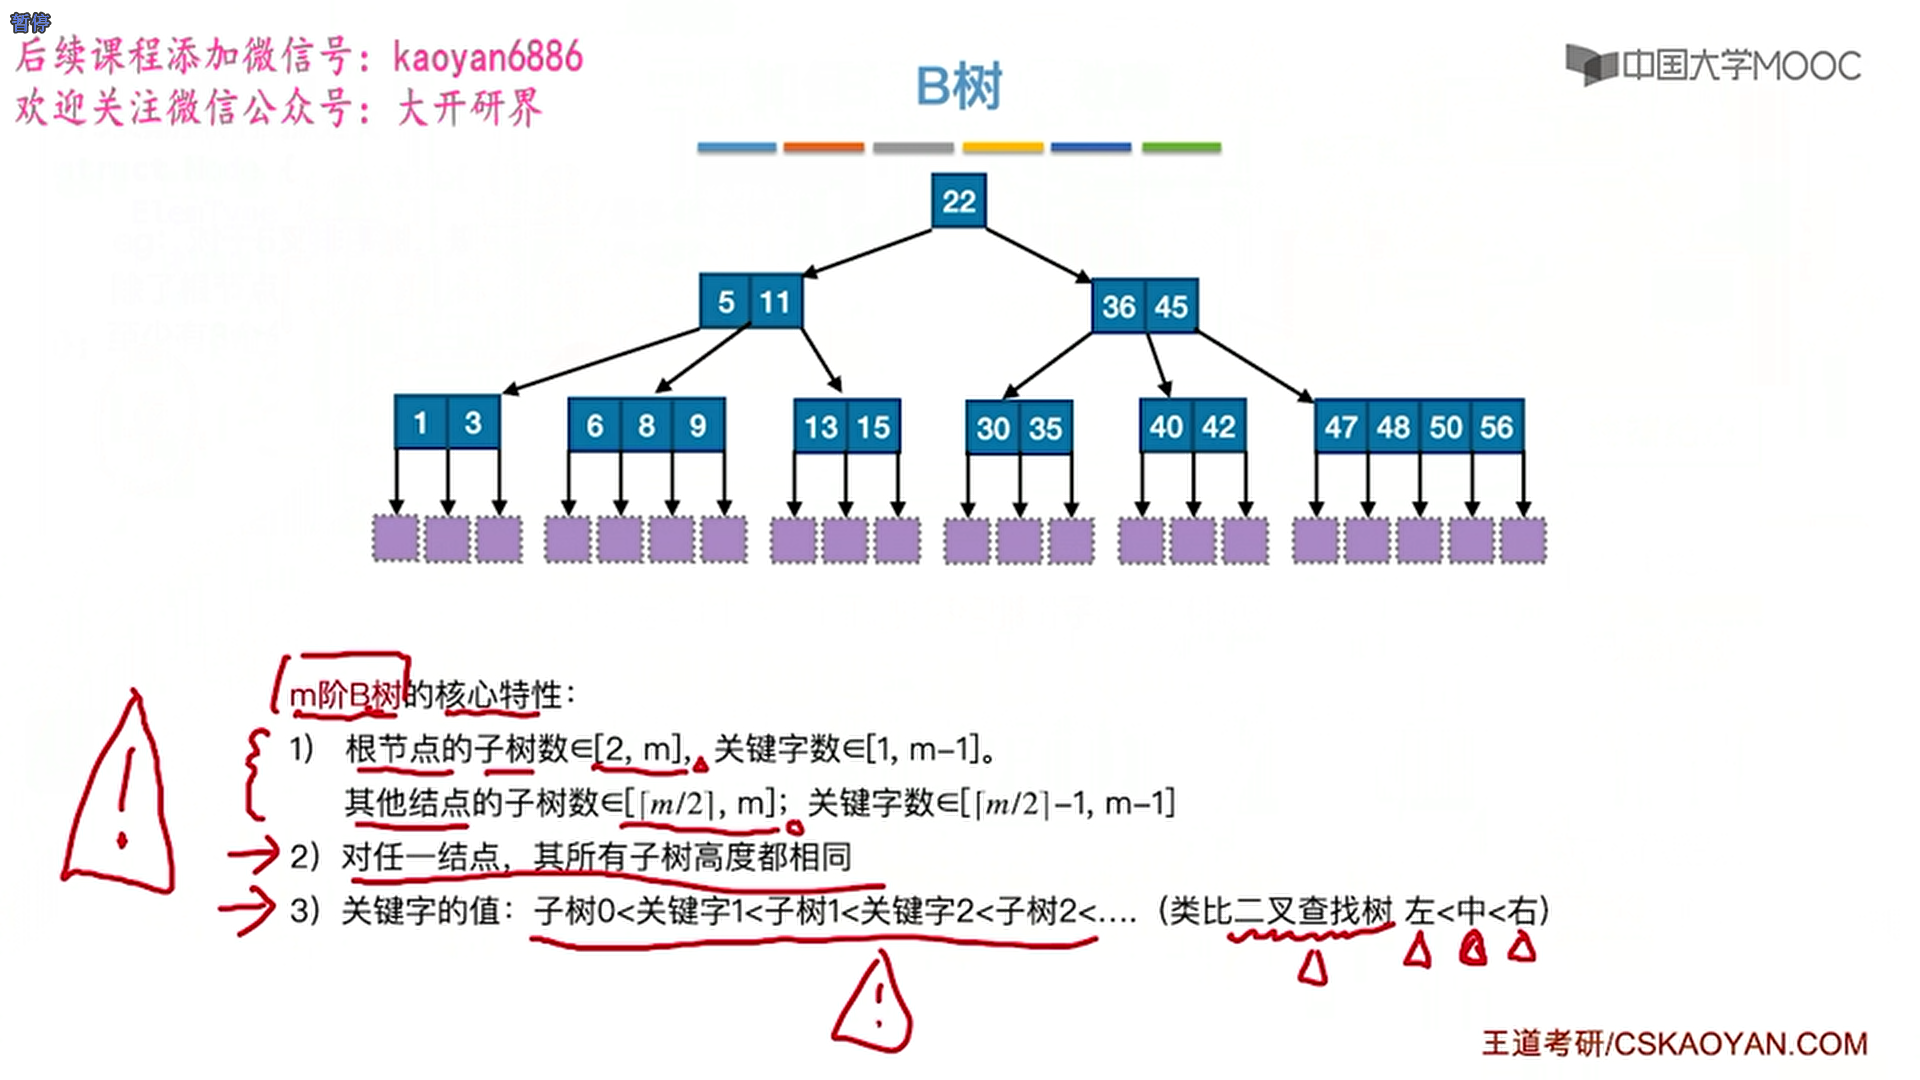 暂停
后续课程添加微信号：kaoyan6886
欢迎关注微信公众号：大开研界
中国大学MOOC
B树
22
5 11
36 45
1 3
6 8 9
13 15
30 35
40 42
47 48 50 56
m阶B树的核心特性：
1) 根节点的子树数∈[2, m]，关键字数∈[1, m-1]。
其他结点的子树数∈[⌈m/2⌉, m]；关键字数∈[⌈m/2⌉-1, m-1]
2) 对任一结点，其所有子树高度都相同
3) 关键字的值：子树0<关键字1<子树1<关键字2<子树2<.... （类比二叉查找树 左<中<右）
王道考研/CSKAOYAN.COM